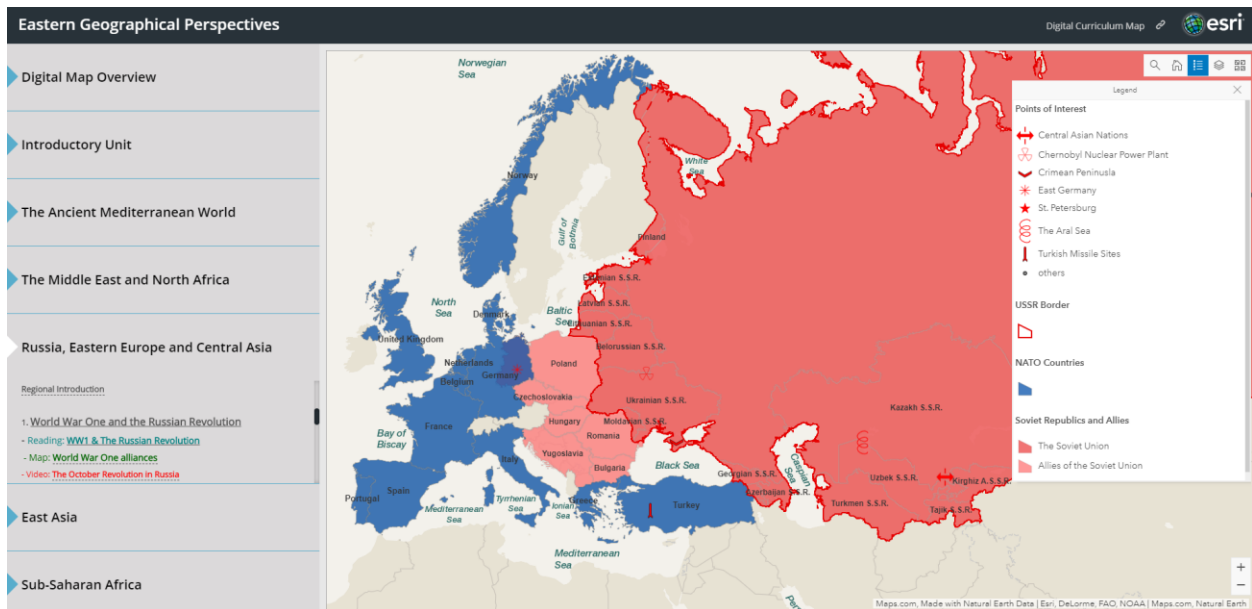 Eastern Geographical Perspectives
Digital Curriculum Map
esri
Digital Map Overview
Introductory Unit
The Ancient Mediterranean World
The Middle East and North Africa
Russia, Eastern Europe and Central Asia
Regional Introduction
1. World War One and the Russian Revolution
- Reading: WW1 & The Russian Revolution
- Map: World War One alliances
- Video: The October Revolution in Russia
East Asia
Sub-Saharan Africa
Norwegian
Sea
White
Sea
Norway
Gulf of
Bothnia
Finland
Estonian S.S.R.
Latvian S.S.R.
Lithuanian S.S.R.
North
Sea
Denmark
Baltic
Sea
United Kingdom
Belorussian S.S.R.
Netherlands
Poland
Germany
Belgium
Czechoslovakia
Ukrainian S.S.R.
Kazakh S.S.R.
France
Hungary
Moldavian S.S.R.
Bay of
Biscay
Romania
Yugoslavia
Italy
Bulgaria
Black Sea
Georgian S.S.R.
Caspian
Sea
Uzbek S.S.R.
Kirghiz A.S.S.R.
Azerbaijan S.S.R.
Portugal
Spain
Tyrrhenian
Sea
Greece
Ionian
Sea
Turkey
Turkmen S.S.R.
Tajik S.S.R.
Mediterranean
Sea
Mediterranean
Sea
Legend
Points of Interest
Central Asian Nations
Chernobyl Nuclear Power Plant
Crimean Peninusla
East Germany
St. Petersburg
The Aral Sea
Turkish Missile Sites
others
USSR Border
NATO Countries
Soviet Republics and Allies
The Soviet Union
Allies of the Soviet Union
+
−
Maps.com, Made with Natural Earth Data | Esri, DeLorme, FAO, NOAA | Maps.com, Natural Earth